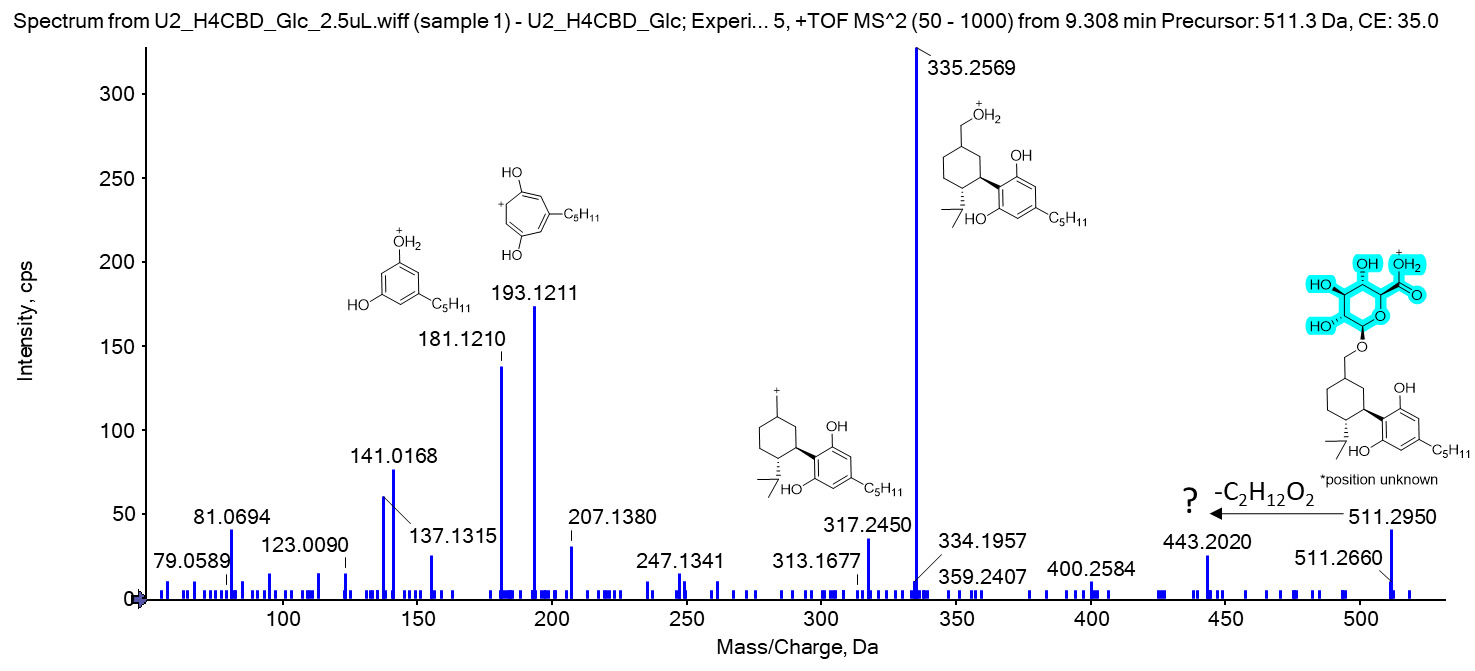 Spectrum from U2_H4CBD_Glc_2.5uL.wiff (sample 1) - U2_H4CBD_Glc; Experi... 5, +TOF MS^2 (50 - 1000) from 9.308 min Precursor: 511.3 Da, CE: 35.0
Intensity, cps
300
250
200
150
100
50
0
335.2569
+
OH2
OH
HO
C5H11
HO
+
C5H11
HO
193.1211
+
OH2
HO
C5H11
181.1210
+
OH
HO
C5H11
+
OH
OH2
HO
O
HO
O
O
OH
HO
C5H11
*position unknown
? -C2H12O2
141.0168
81.0694
137.1315
207.1380
317.2450
511.2950
79.0589
123.0090
247.1341
313.1677
334.1957
359.2407
400.2584
443.2020
511.2660
100
150
200
250
300
350
400
450
500
Mass/Charge, Da